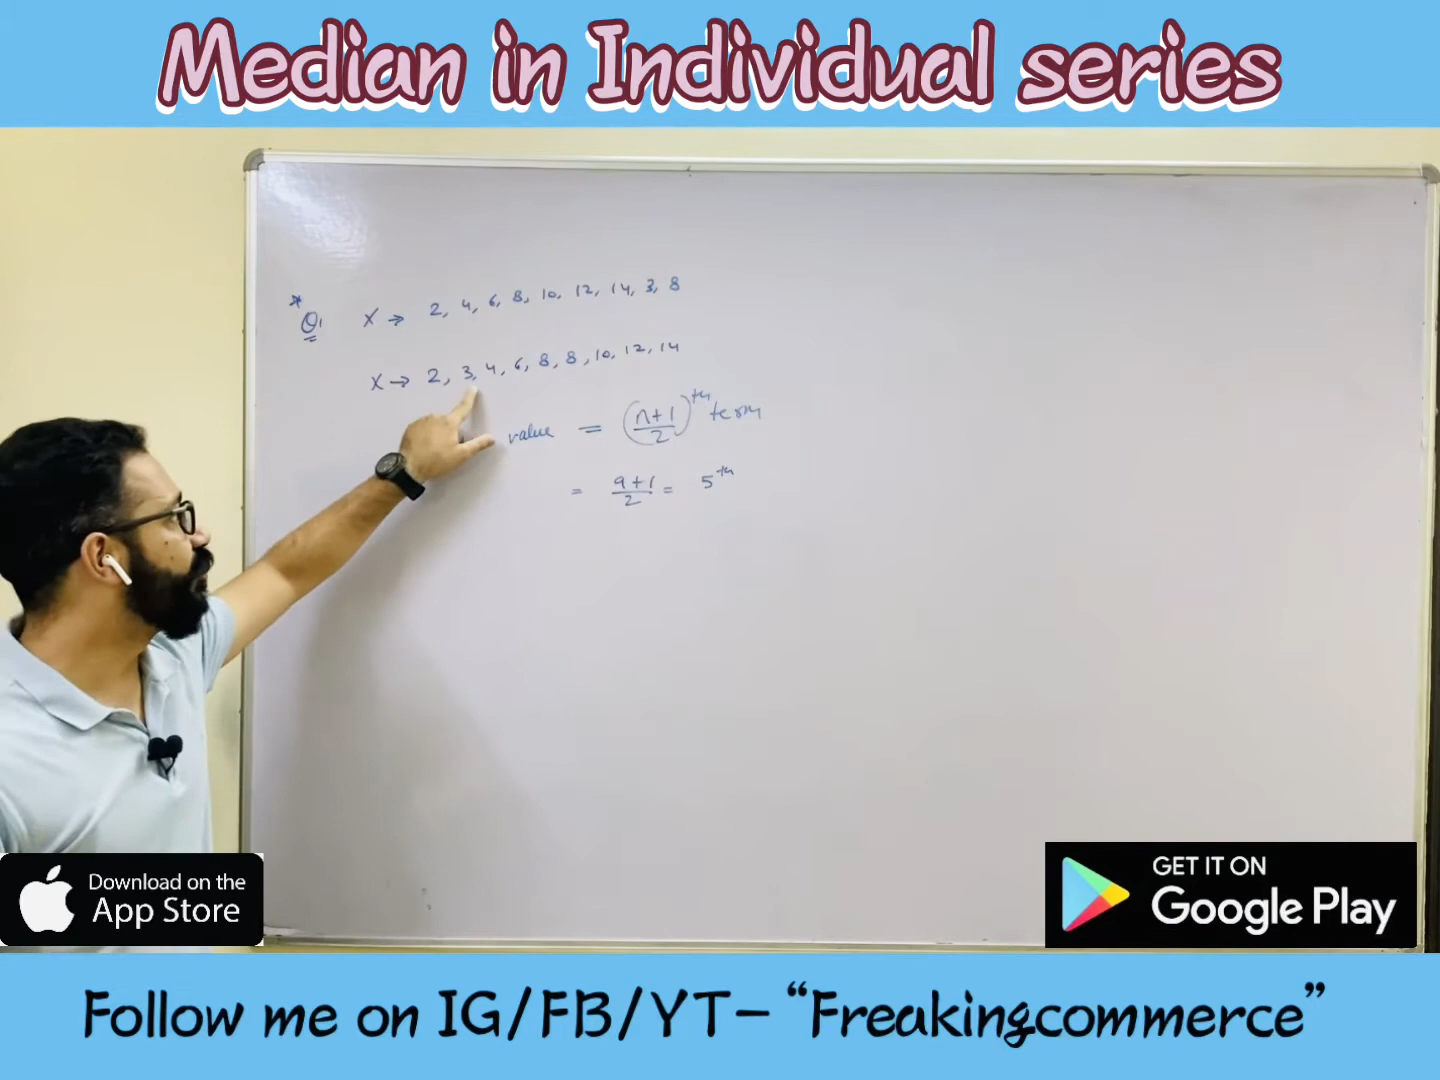 Median in Individual series
* Q1 X → 2, 4, 6, 8, 10, 12, 14, 3, 8
X → 2, 3, 4, 6, 8, 8, 10, 12, 14
value = (n+1/2)th term
= 9+1/2 = 5th
Download on the
App Store
GET IT ON
Google Play
Follow me on IG/FB/YT- "Freakingcommerce"